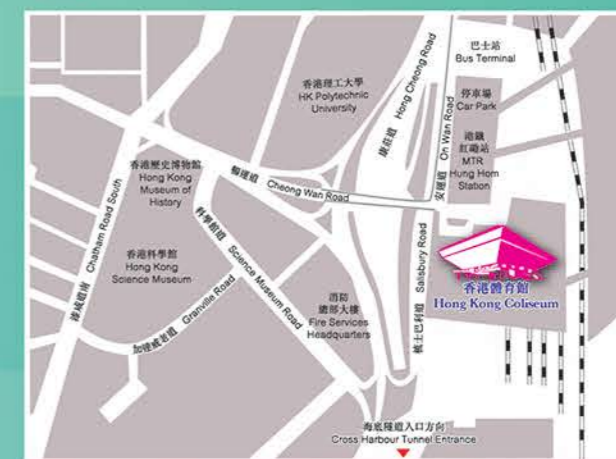 巴士站
Bus Terminal
康莊道 Hong Cheong Road
香港理工大學
HK Polytechnic
University
停車場
Car Park
安運道 On Wan Road
港鐵
紅磡站
MTR
Hung Hom
Station
香港歷史博物館
Hong Kong
Museum of
History
暢運道
Cheong Wan Road
漆咸道南 Chatham Road South
科學館道 Science Museum Road
香港科學館
Hong Kong
Science Museum
梳士巴利道 Salisbury Road
香港體育館
Hong Kong Coliseum
加連威老道 Granville Road
消防
總部大樓
Fire Services
Headquarters
海底隧道入口方向
Cross Harbour Tunnel Entrance